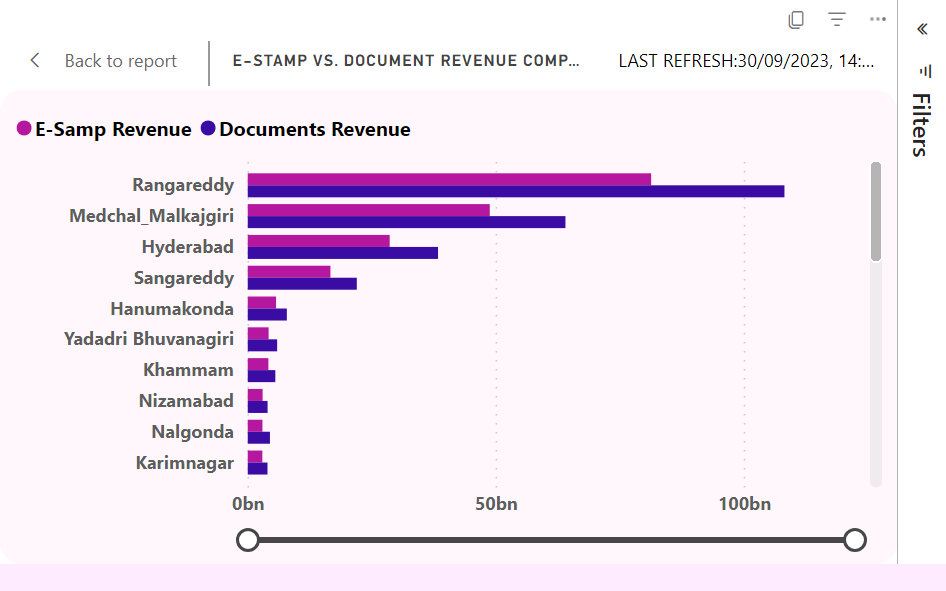 Back to report
E-STAMP VS. DOCUMENT REVENUE COMP...
LAST REFRESH:30/09/2023, 14:...
Filters
E-Samp Revenue
Documents Revenue
Rangareddy
Medchal_Malkajgiri
Hyderabad
Sangareddy
Hanumakonda
Yadadri Bhuvanagiri
Khammam
Nizamabad
Nalgonda
Karimnagar
0bn 50bn 100bn